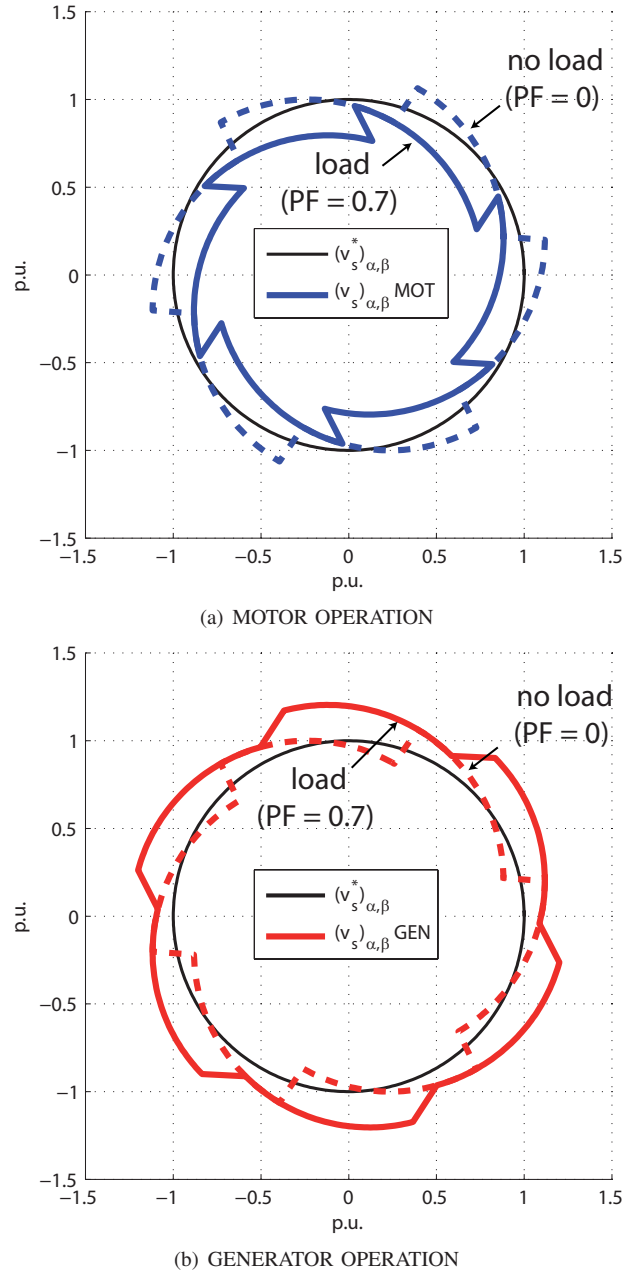 1.5
1
0.5
0
−0.5
−1
−1.5
p.u.
no load
(PF = 0)
load
(PF = 0.7)
(v*s)α,β
(vs)α,β MOT
−1.5 −1 −0.5 0 0.5 1 1.5
p.u.
(a) MOTOR OPERATION
1.5
1
0.5
0
−0.5
−1
−1.5
p.u.
no load
(PF = 0)
load
(PF = 0.7)
(v*s)α,β
(vs)α,β GEN
−1.5 −1 −0.5 0 0.5 1 1.5
p.u.
(b) GENERATOR OPERATION